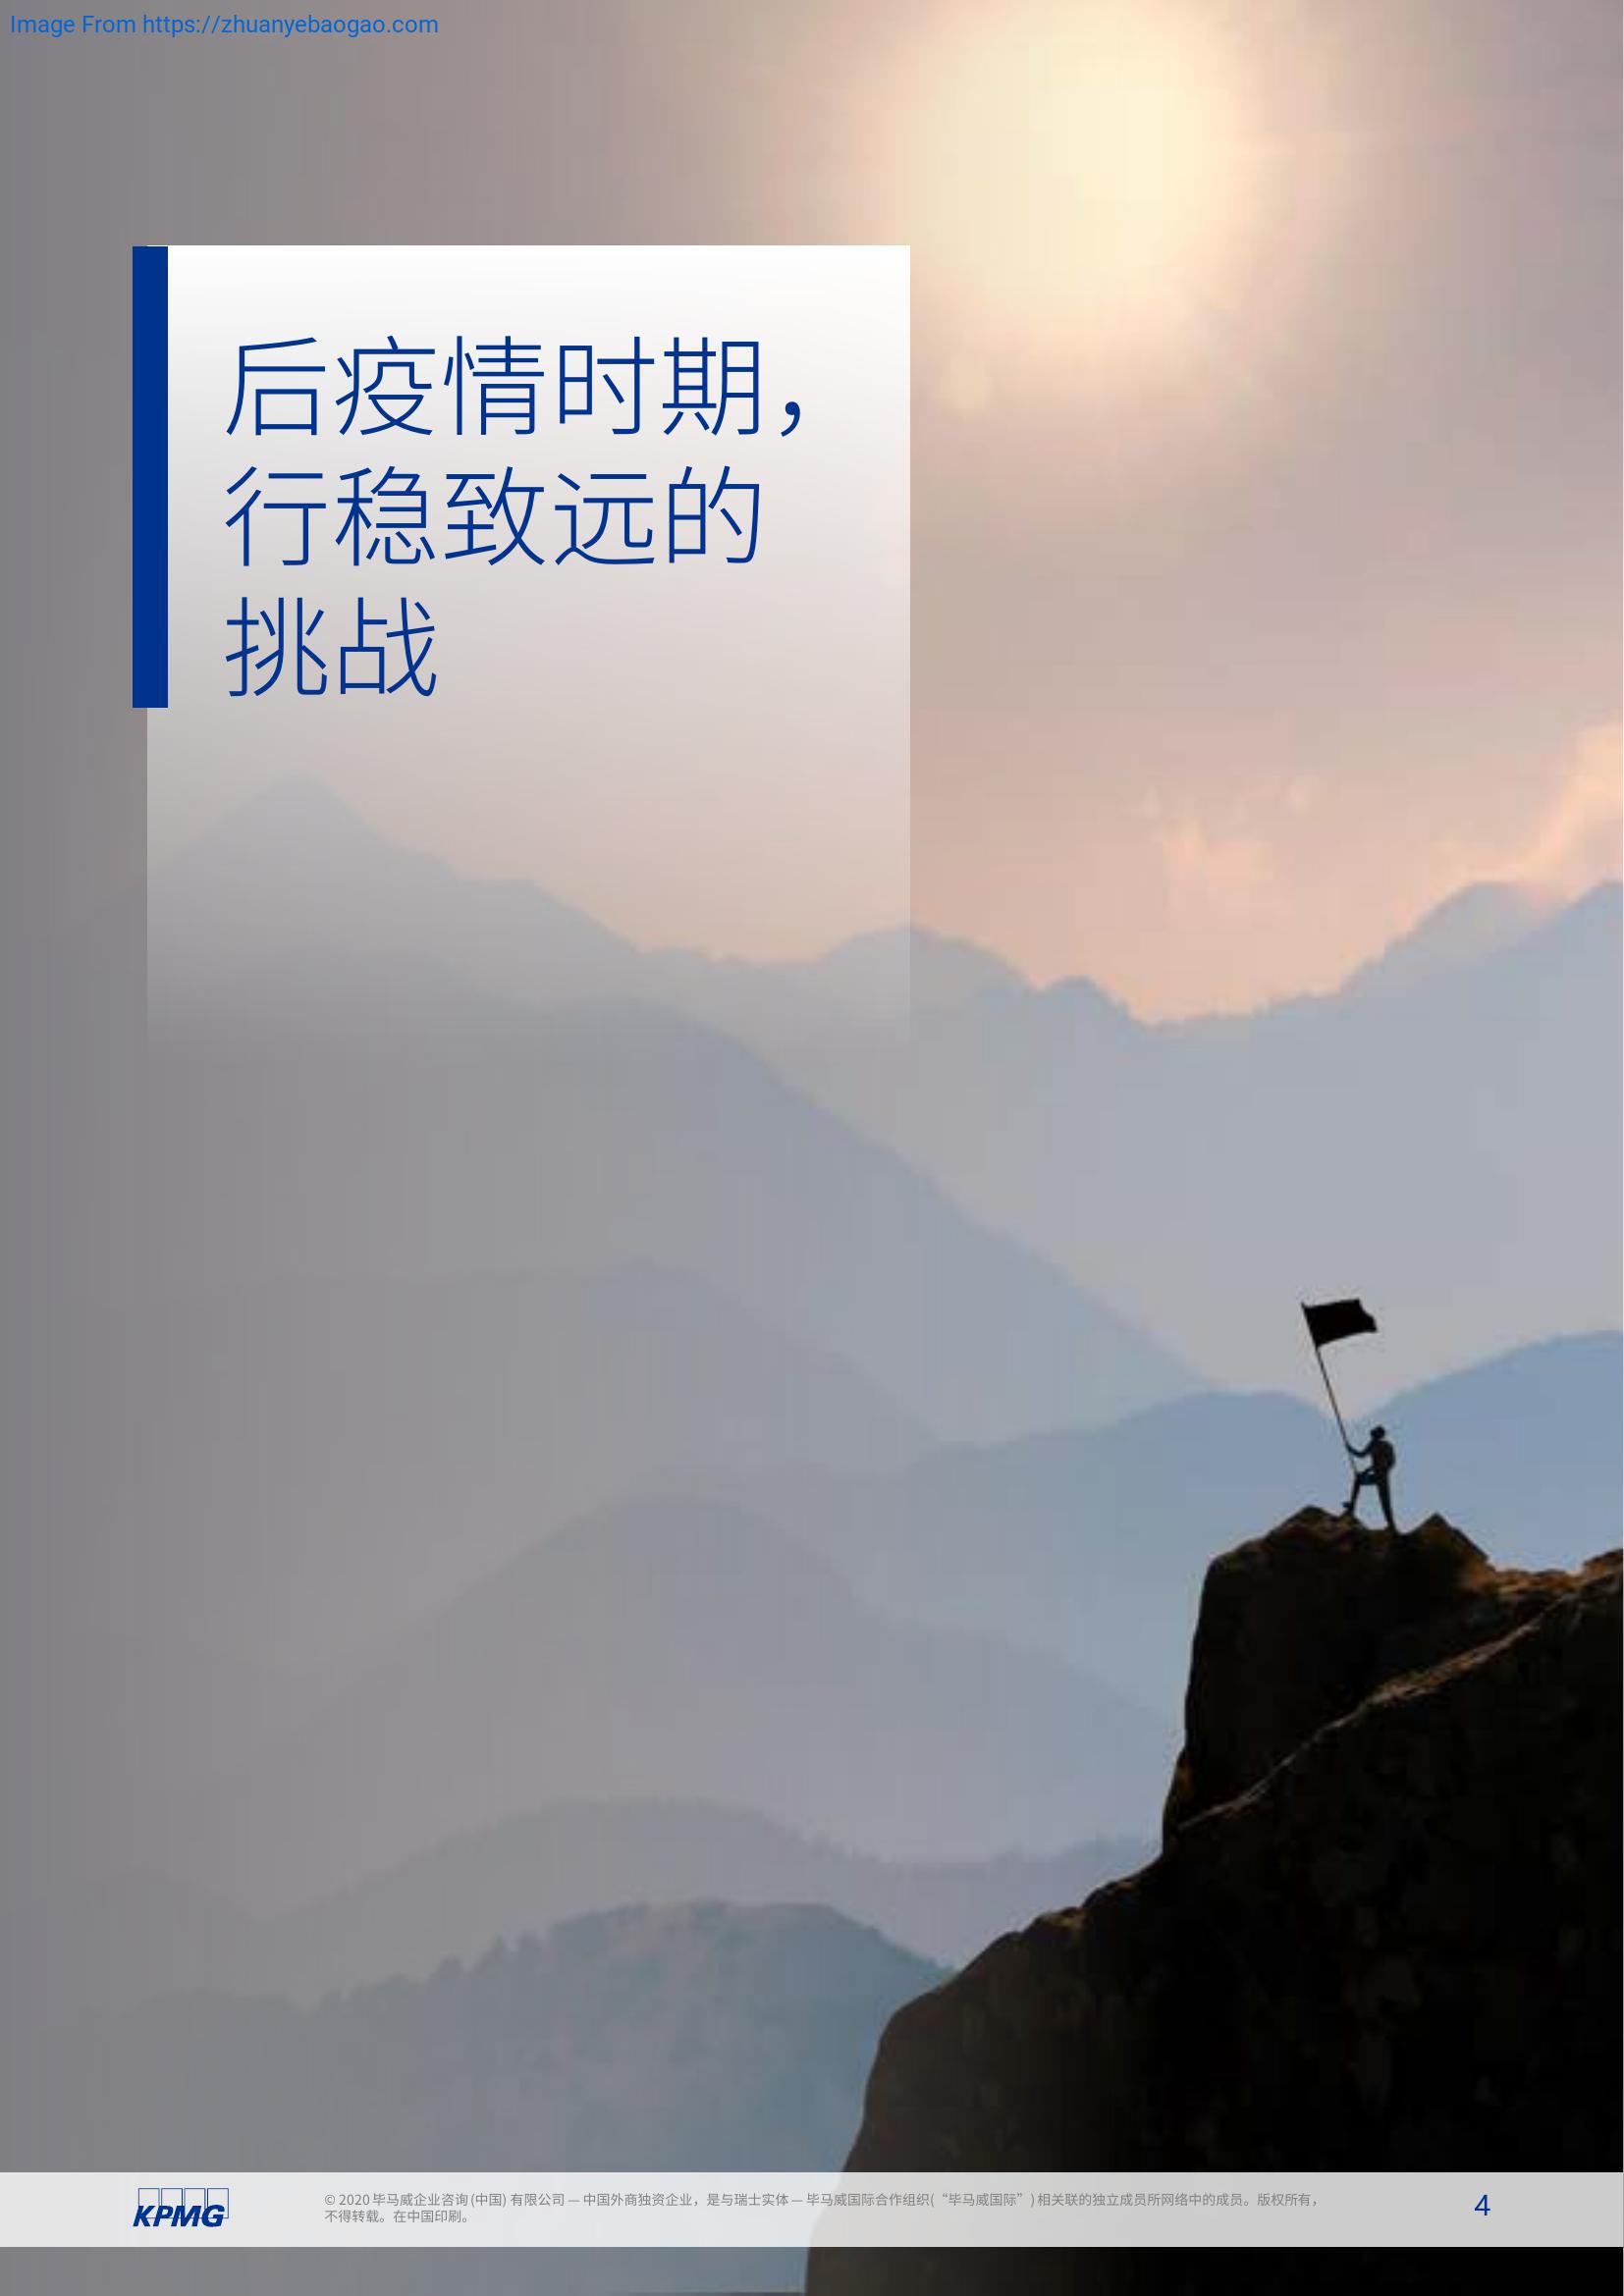 Image From https://zhuanyebaogao.com
后疫情时期，
行稳致远的
挑战
KPMG
© 2020 毕马威企业咨询 (中国) 有限公司 — 中国外商独资企业，是与瑞士实体 — 毕马威国际合作组织(“毕马威国际”) 相关联的独立成员所网络中的成员。版权所有，
不得转载。在中国印刷。
4